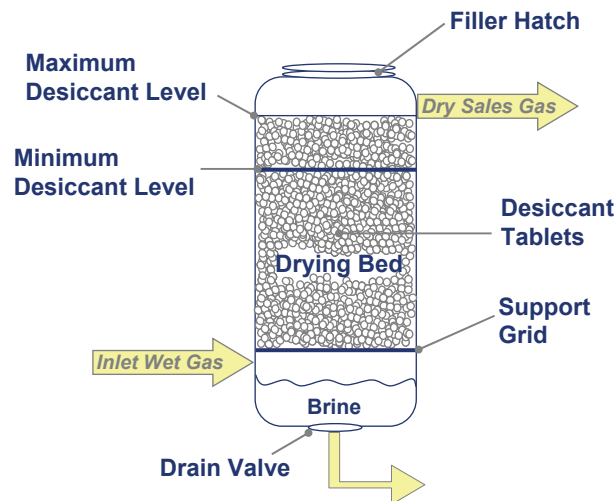 Filler Hatch
Maximum
Desiccant Level
Dry Sales Gas
Minimum
Desiccant Level
Desiccant
Tablets
Drying Bed
Support
Grid
Inlet Wet Gas
Brine
Drain Valve